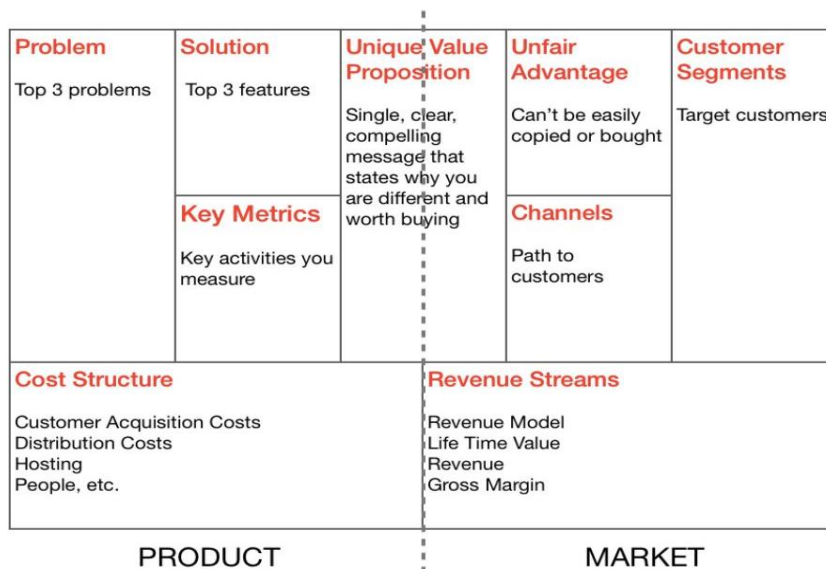 Problem
Top 3 problems
Solution
Top 3 features
Key Metrics
Key activities you
measure
Unique Value
Proposition
Single, clear,
compelling
message that
states why you
are different and
worth buying
Unfair
Advantage
Can't be easily
copied or bought
Channels
Path to
customers
Customer
Segments
Target customers
Cost Structure
Customer Acquisition Costs
Distribution Costs
Hosting
People, etc.
Revenue Streams
Revenue Model
Life Time Value
Revenue
Gross Margin
PRODUCT
MARKET